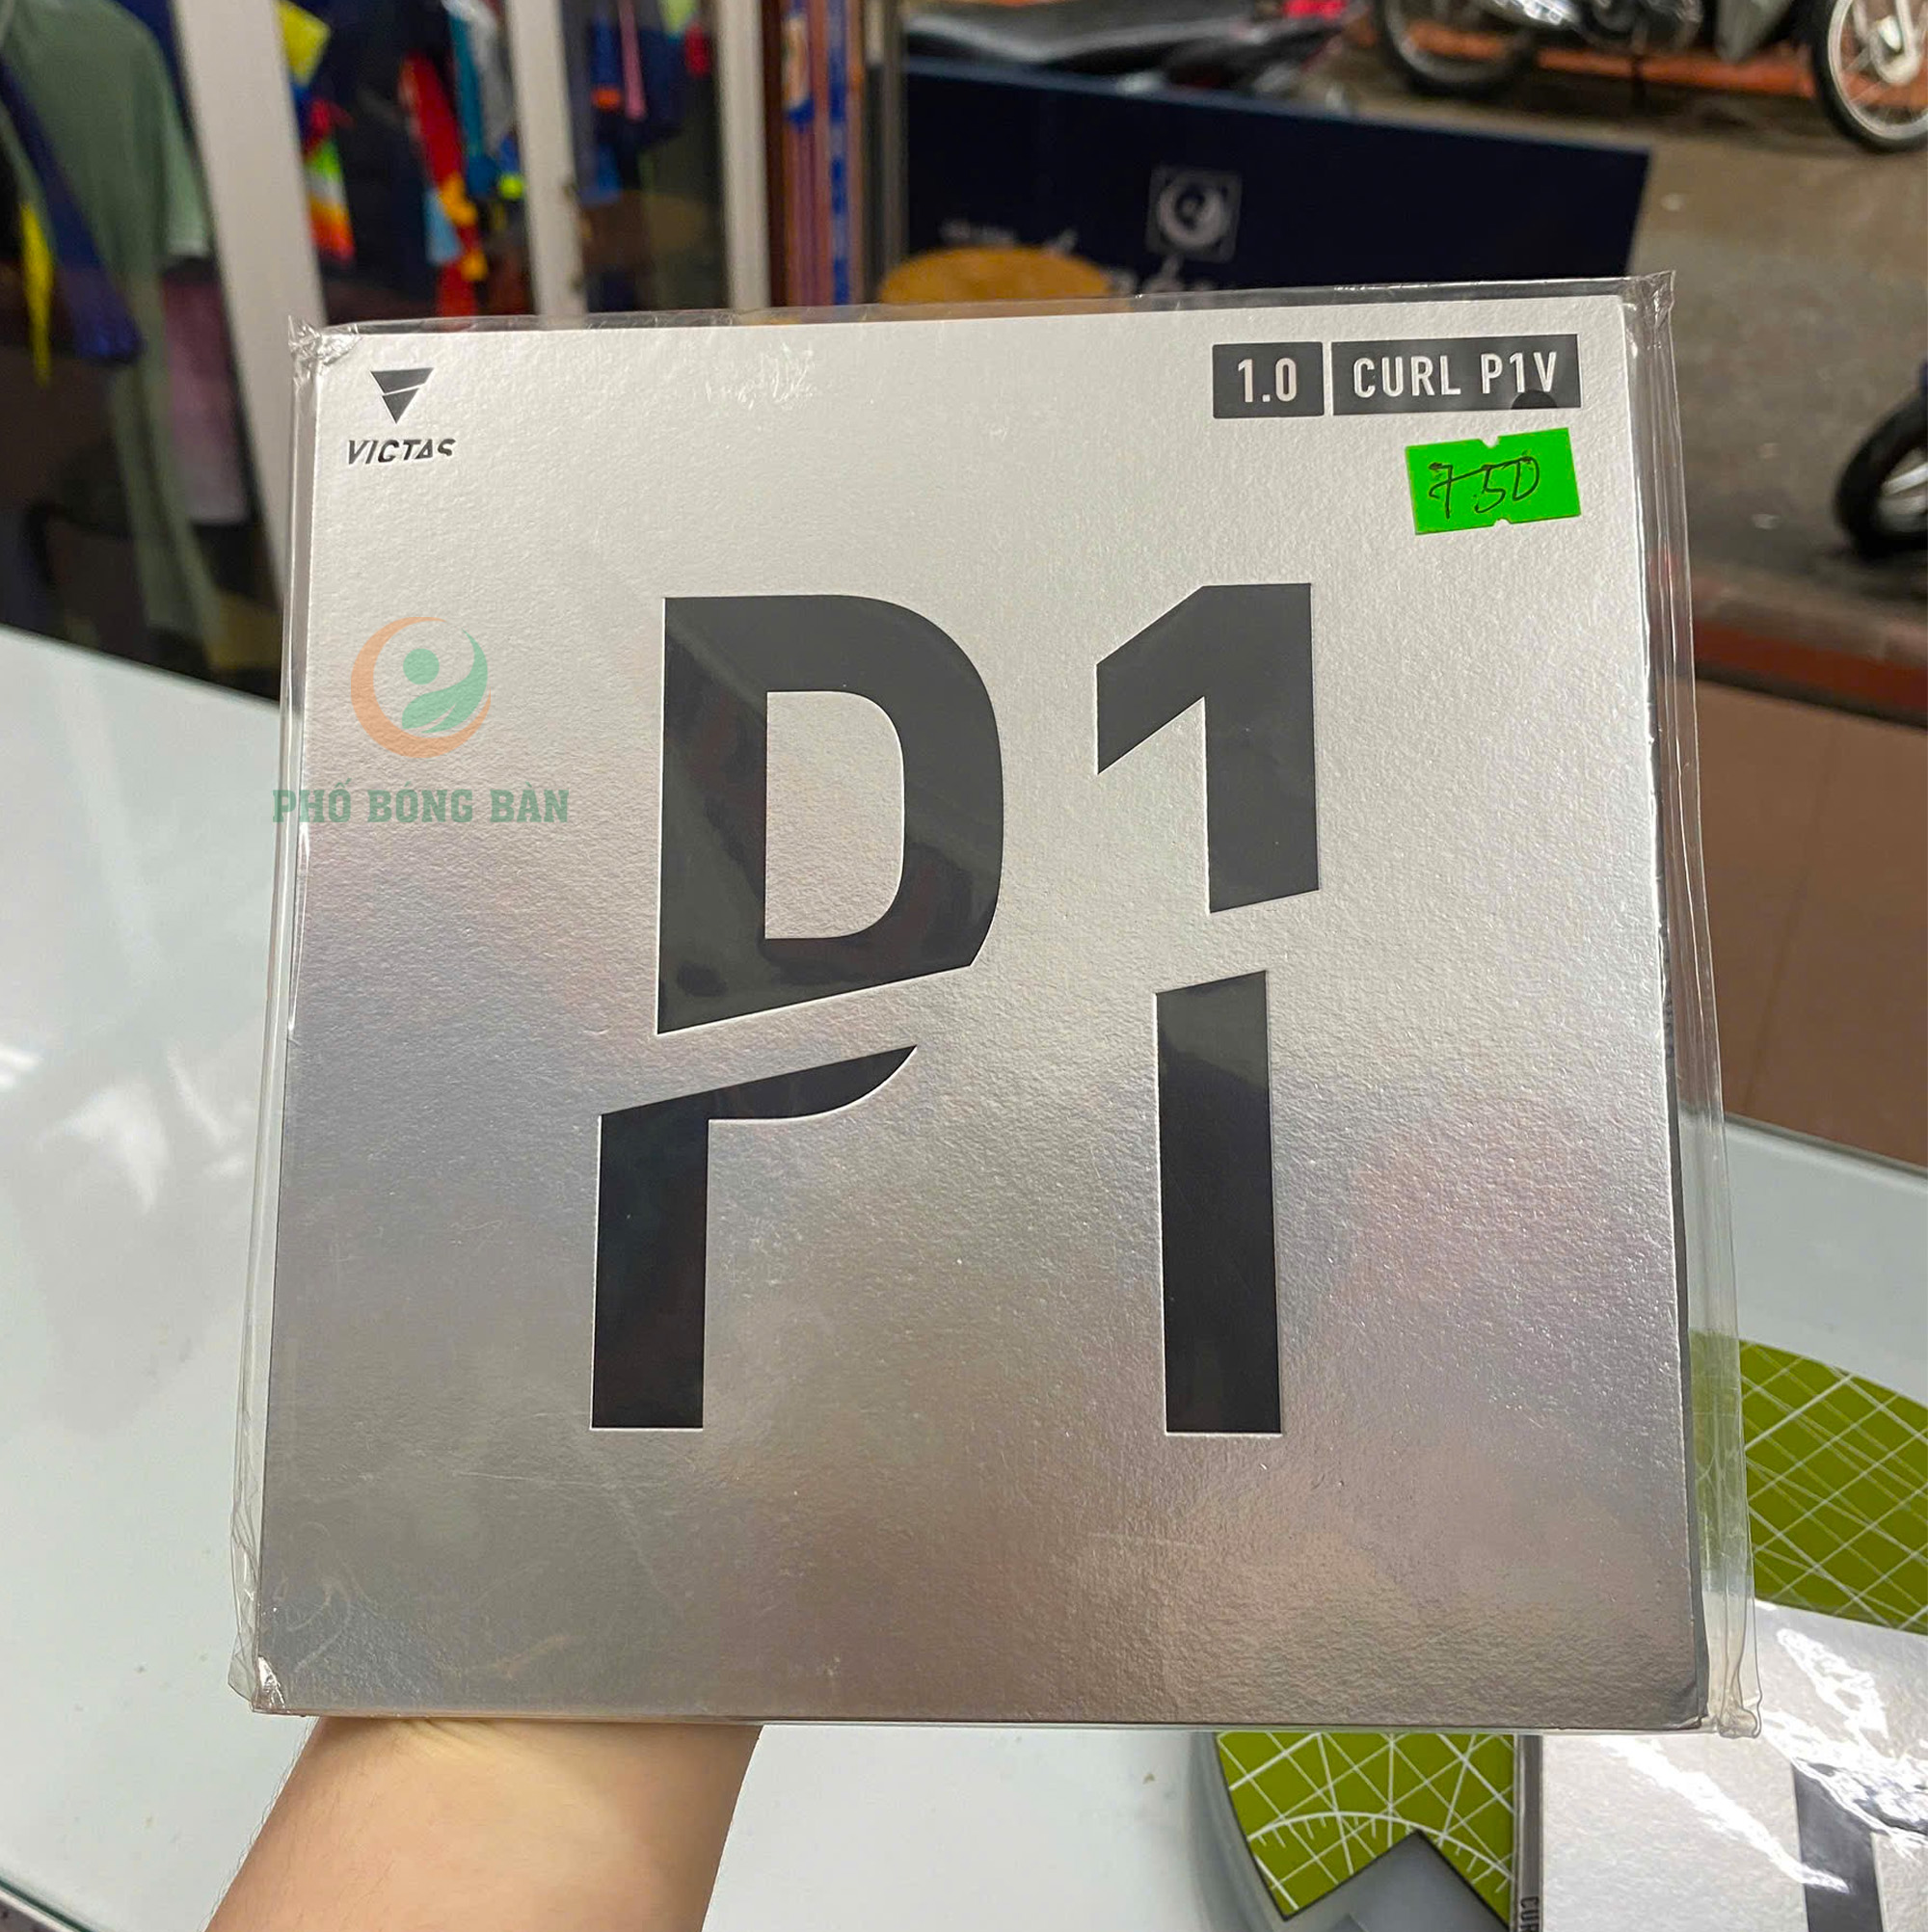 VICTAS
1.0 CURL P1V
750
P1
PHỐ BÓNG BÀN